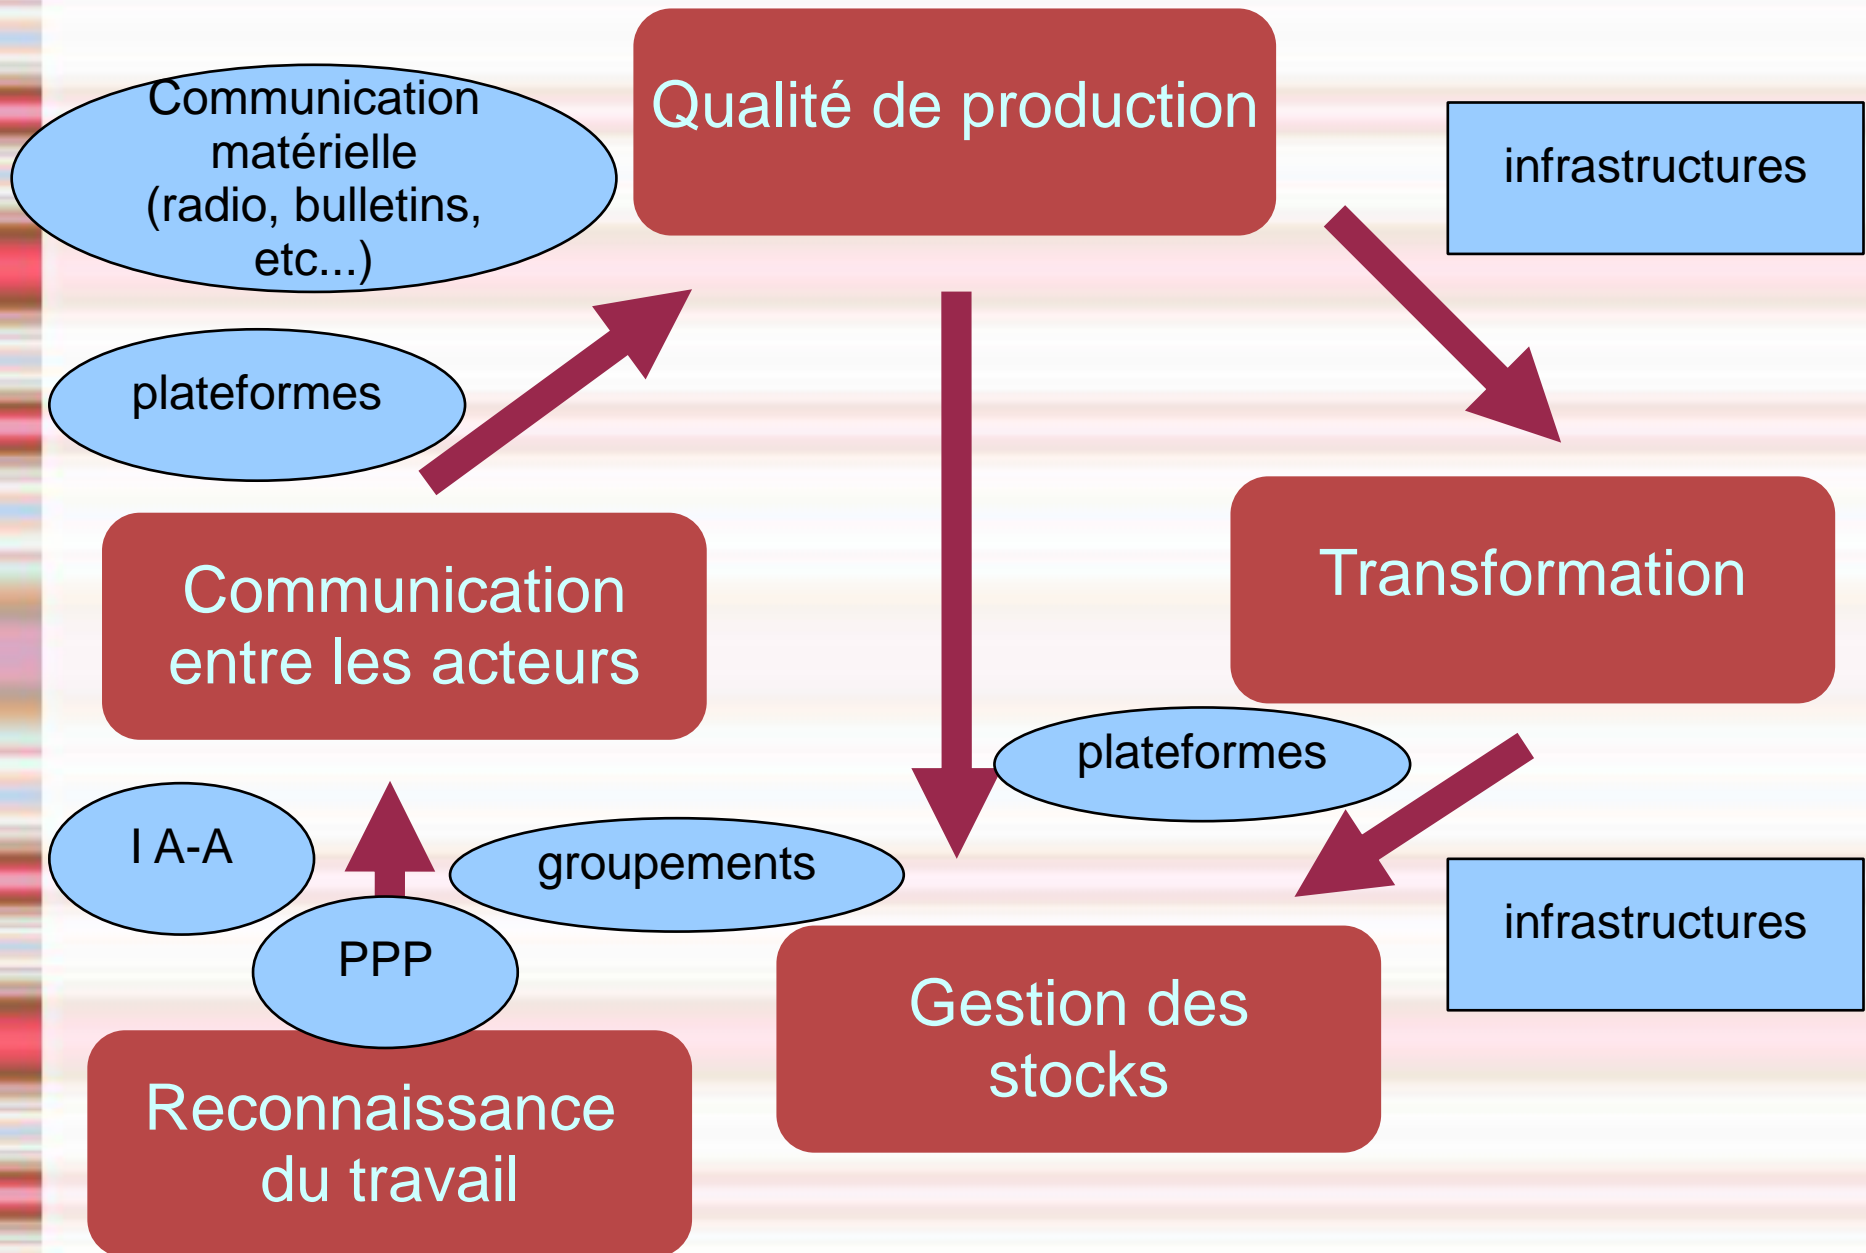 Communication
matérielle
(radio, bulletins,
etc...)
Qualité de production
infrastructures
plateformes
Communication
entre les acteurs
Transformation
plateformes
I A-A
groupements
PPP
infrastructures
Gestion des
stocks
Reconnaissance
du travail